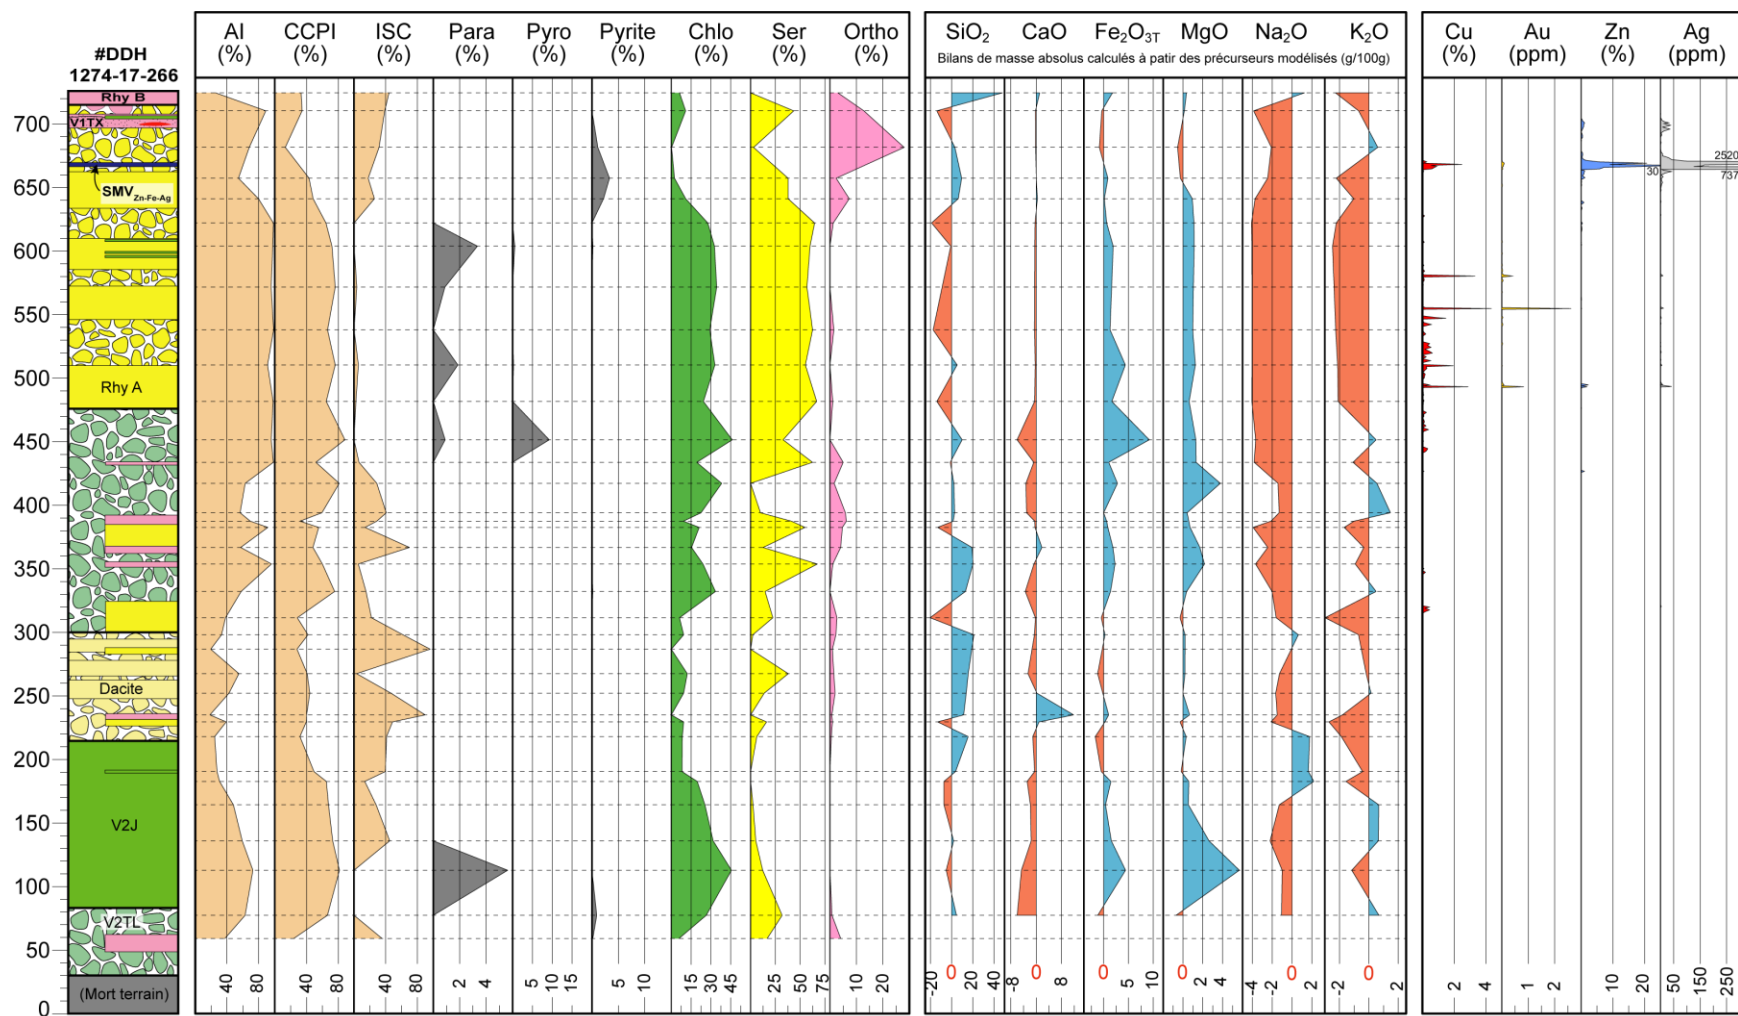 #DDH
1274-17-266
AI
(%)
CCPI
(%)
ISC
(%)
Para
(%)
Pyro
(%)
Pyrite
(%)
Chlo
(%)
Ser
(%)
Ortho
(%)
SiO₂
CaO
Fe₂O₃T
MgO
Na₂O
K₂O
Bilans de masse absolus calculés à patir des précurseurs modélisés (g/100g)
Cu
(%)
Au
(ppm)
Zn
(%)
Ag
(ppm)
Rhy B
700
V1TX
650
SMV Zn-Fe-Ag
2520
30
737
600
550
500
Rhy A
450
400
350
300
Dacite
250
200
150
V2J
100
V2TL
50
(Mort terrain)
0
40 80
40 80
40 80
2 4
5 10 15
5 10
15 30 45
25 50 75
10 20
-20 0 20 40
-8 0 8
0 5 10
0 2 4
-4 -2 0 2
-2 0 2
2 4
1 2
10 20
50 150 250